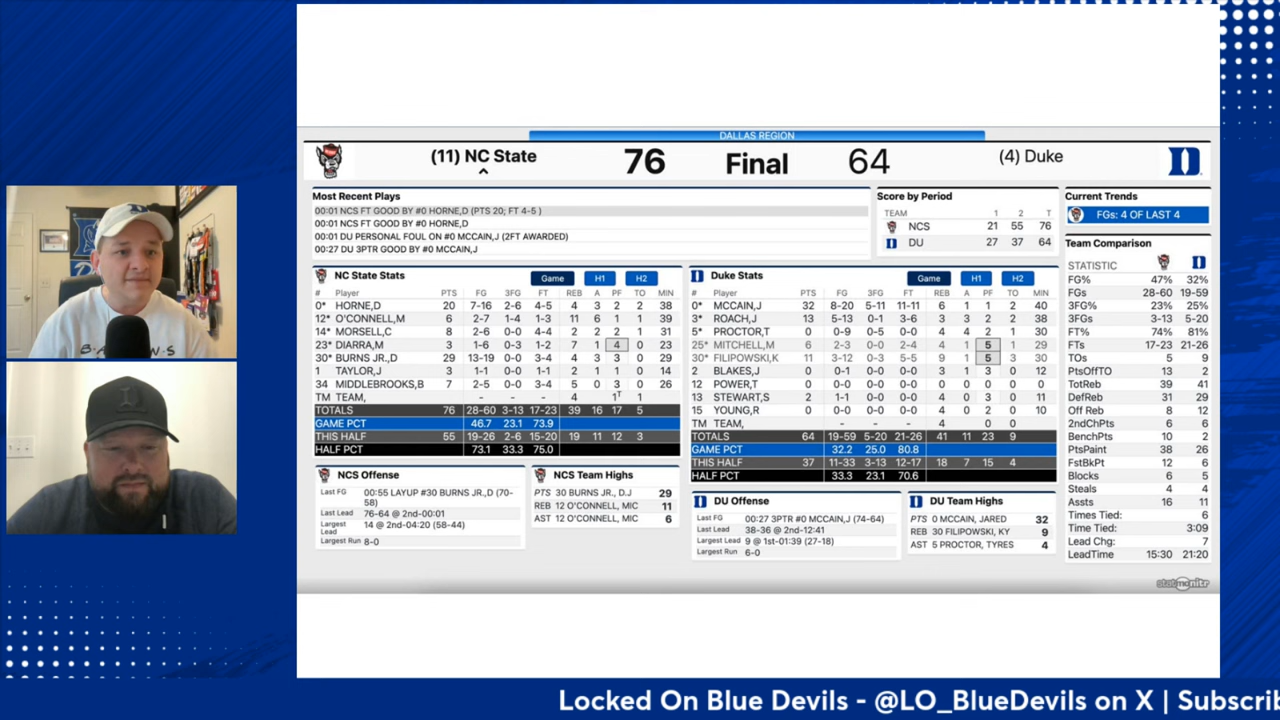 DALLAS REGION
(11) NC State 76 Final 64 (4) Duke
Most Recent Plays
00:01 NCS FT GOOD BY #0 HORNE,D (PTS 20; FT 4-5 )
00:01 NCS FT GOOD BY #0 HORNE,D
00:01 DU PERSONAL FOUL ON #0 MCCAIN,J (2FT AWARDED)
00:27 DU 3PTR GOOD BY #0 MCCAIN,J
Score by Period
TEAM 1 2 T
NCS 21 55 76
DU 27 37 64
Current Trends
FGs: 4 OF LAST 4
NC State Stats Game H1 H2
# Player PTS FG 3FG FT REB A PF TO MIN
0* HORNE,D 20 7-16 2-6 4-5 4 3 2 2 38
12* O'CONNELL,M 6 2-7 1-4 1-3 11 6 1 1 39
14* MORSELL,C 8 2-6 0-0 4-4 2 2 2 1 31
23* DIARRA,M 3 1-6 0-3 1-2 7 1 4 0 23
30* BURNS JR.,D 29 13-19 0-0 3-4 4 3 3 0 29
1 TAYLOR,J 3 1-1 0-0 1-1 2 1 1 0 14
34 MIDDLEBROOKS,B 7 2-5 0-0 3-4 5 0 3 0 26
TM TEAM, - - - 4 1T 1
TOTALS 76 28-60 3-13 17-23 39 16 17 5
GAME PCT 46.7 23.1 73.9
THIS HALF 55 19-26 2-6 15-20 19 11 12 3
HALF PCT 73.1 33.3 75.0
Duke Stats Game H1 H2
# Player PTS FG 3FG FT REB A PF TO MIN
0* MCCAIN,J 32 8-20 5-11 11-11 6 1 1 2 40
3* ROACH,J 13 5-13 0-1 3-6 3 3 2 2 38
5* PROCTOR,T 0 0-9 0-5 0-0 4 4 2 1 30
25* MITCHELL,M 6 2-3 0-0 2-4 4 1 5 1 29
30* FILIPOWSKI,K 11 3-12 0-3 5-5 9 1 5 3 30
2 BLAKES,J 0 0-1 0-0 0-0 3 1 3 0 12
12 POWER,T 0 0-0 0-0 0-0 0 0 0 0 0
13 STEWART,S 2 1-1 0-0 0-0 4 0 3 0 11
15 YOUNG,R 0 0-0 0-0 0-0 4 0 2 0 10
TM TEAM, - - - 4 0 0
TOTALS 64 19-59 5-20 21-26 41 11 23 9
GAME PCT 32.2 25.0 80.8
THIS HALF 37 11-33 3-13 12-17 18 7 15 4
HALF PCT 33.3 23.1 70.6
Team Comparison
STATISTIC
FG% 47% 32%
FGs 28-60 19-59
3FG% 23% 25%
3FGs 3-13 5-20
FT% 74% 81%
FTs 17-23 21-26
TOs 5 9
PtsOffTO 13 2
TotReb 39 41
DefReb 31 29
Off Reb 8 12
2ndChPts 6 6
BenchPts 10 2
PtsPaint 38 26
FstBkPt 12 6
Blocks 6 5
Steals 4 4
Assts 16 11
Times Tied: 6
Time Tied: 3:09
Lead Chg: 7
LeadTime 15:30 21:20
NCS Offense
Last FG 00:55 LAYUP #30 BURNS JR.,D (70-58)
Last Lead 76-64 @ 2nd-00:01
Largest Lead 14 @ 2nd-04:20 (58-44)
Largest Run 8-0
NCS Team Highs
PTS 30 BURNS JR., D.J 29
REB 12 O'CONNELL, MIC 11
AST 12 O'CONNELL, MIC 6
DU Offense
Last FG 00:27 3PTR #0 MCCAIN,J (74-64)
Last Lead 38-36 @ 2nd-12:41
Largest Lead 9 @ 1st-01:39 (27-18)
Largest Run 6-0
DU Team Highs
PTS 0 MCCAIN, JARED 32
REB 30 FILIPOWSKI, KY 9
AST 5 PROCTOR, TYRES 4
statmonitr
Locked On Blue Devils - @LO_BlueDevils on X | Subscrib